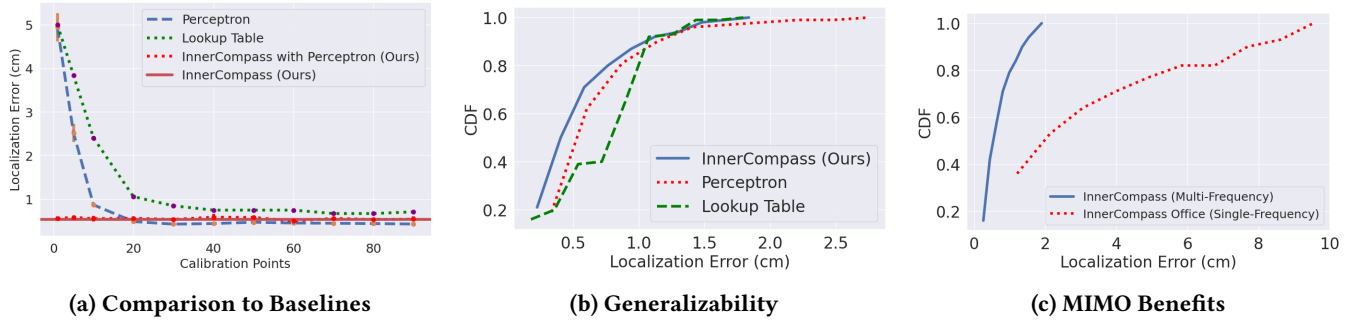 Localization Error (cm)
5
4
3
2
1
0
20
40
60
80
Calibration Points
Perceptron
Lookup Table
InnerCompass with Perceptron (Ours)
InnerCompass (Ours)
(a) Comparison to Baselines
CDF
1.0
0.8
0.6
0.4
0.2
0.5
1.0
1.5
2.0
2.5
Localization Error (cm)
InnerCompass (Ours)
Perceptron
Lookup Table
(b) Generalizability
CDF
1.0
0.8
0.6
0.4
0.2
0
2
4
6
8
10
Localization Error (cm)
InnerCompass (Multi-Frequency)
InnerCompass Office (Single-Frequency)
(c) MIMO Benefits